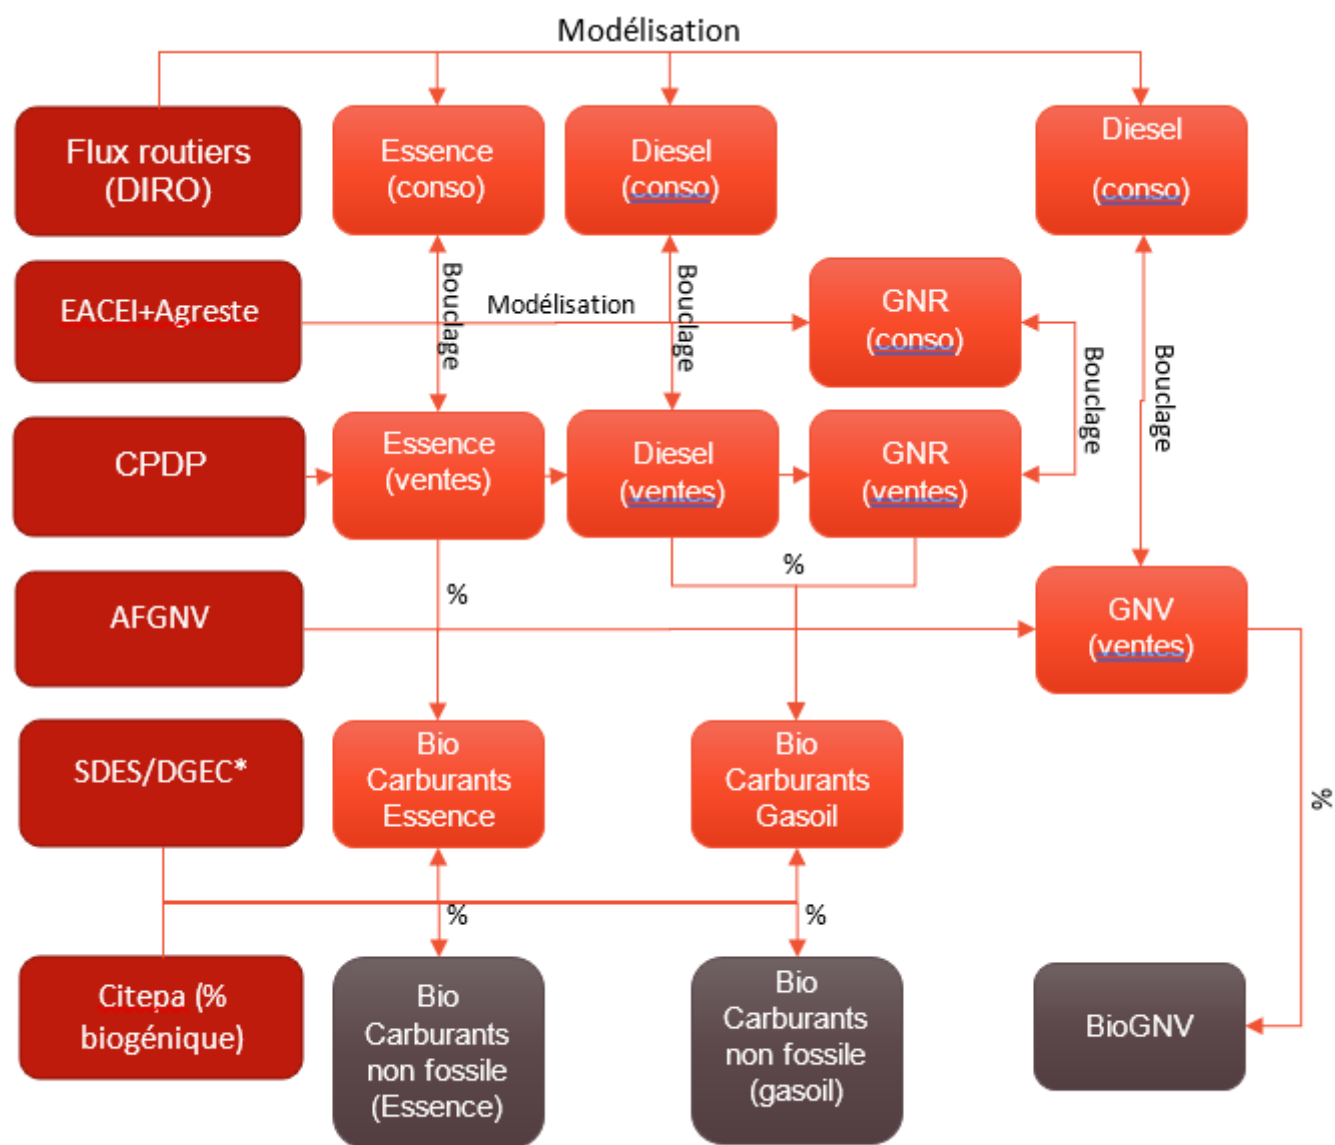 Modélisation
Flux routiers
(DIRO)
Essence
(conso)
Diesel
(conso)
Diesel
(conso)
Bouclage
Bouclage
EACEI+Agreste
Modélisation
GNR
(conso)
Bouclage
Bouclage
CPDP
Essence
(ventes)
Diesel
(ventes)
GNR
(ventes)
%
%
AFGNV
GNV
(ventes)
SDES/DGEC*
Bio
Carburants
Essence
Bio
Carburants
Gasoil
%
%
%
Citepa (%
biogénique)
Bio
Carburants
non fossile
(Essence)
Bio
Carburants
non fossile
(gasoil)
BioGNV